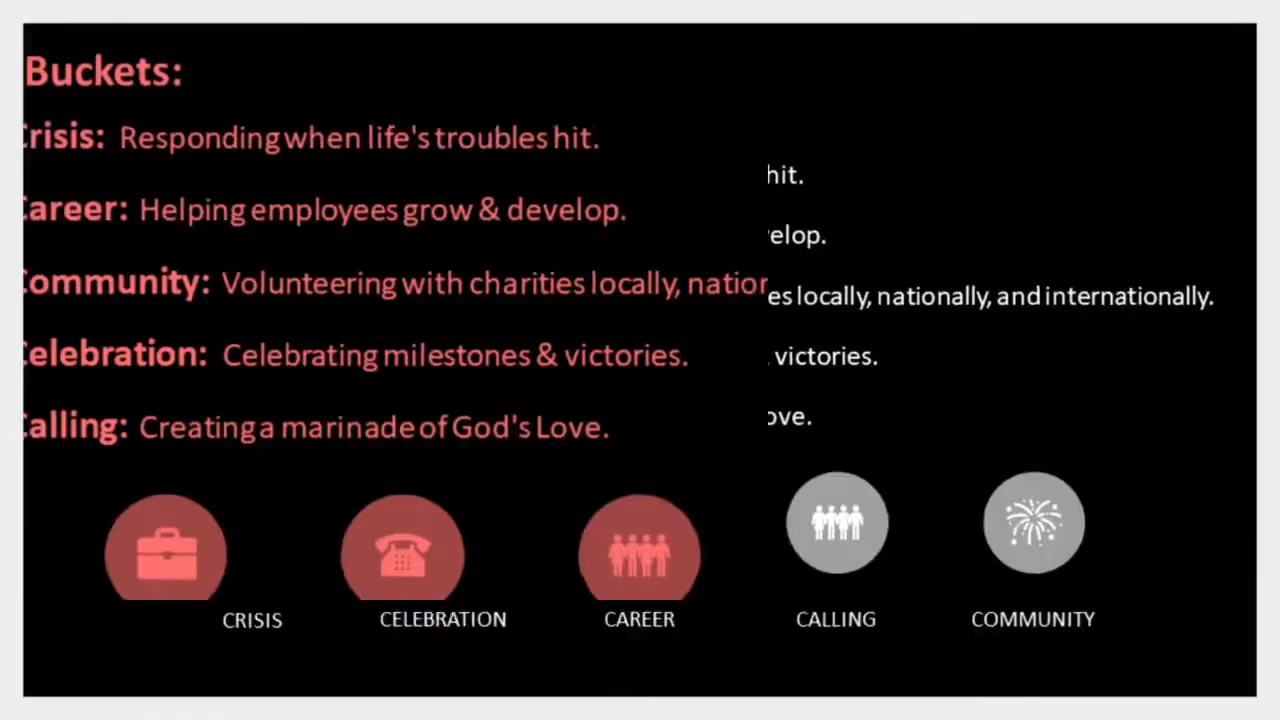 Buckets:
Crisis: Responding when life's troubles hit.
hit.
Career: Helping employees grow & develop.
elop.
Community: Volunteering with charities locally, nation
es locally, nationally, and internationally.
Celebration: Celebrating milestones & victories.
victories.
Calling: Creating a marinade of God's Love.
ove.
CRISIS CELEBRATION CAREER CALLING COMMUNITY